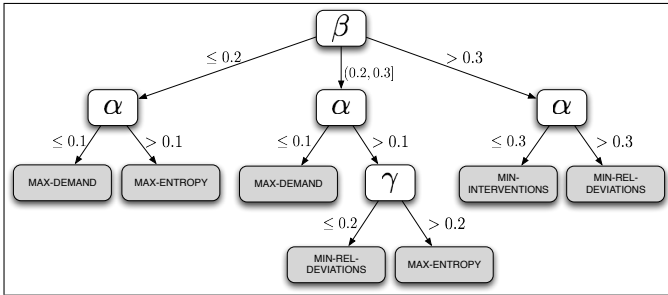 β
≤ 0.2
(0.2, 0.3]
> 0.3
α
α
α
≤ 0.1
> 0.1
≤ 0.1
> 0.1
≤ 0.3
> 0.3
MAX-DEMAND
MAX-ENTROPY
MAX-DEMAND
γ
MIN-
INTERVENTIONS
MIN-REL-
DEVIATIONS
≤ 0.2
> 0.2
MIN-REL-
DEVIATIONS
MAX-ENTROPY